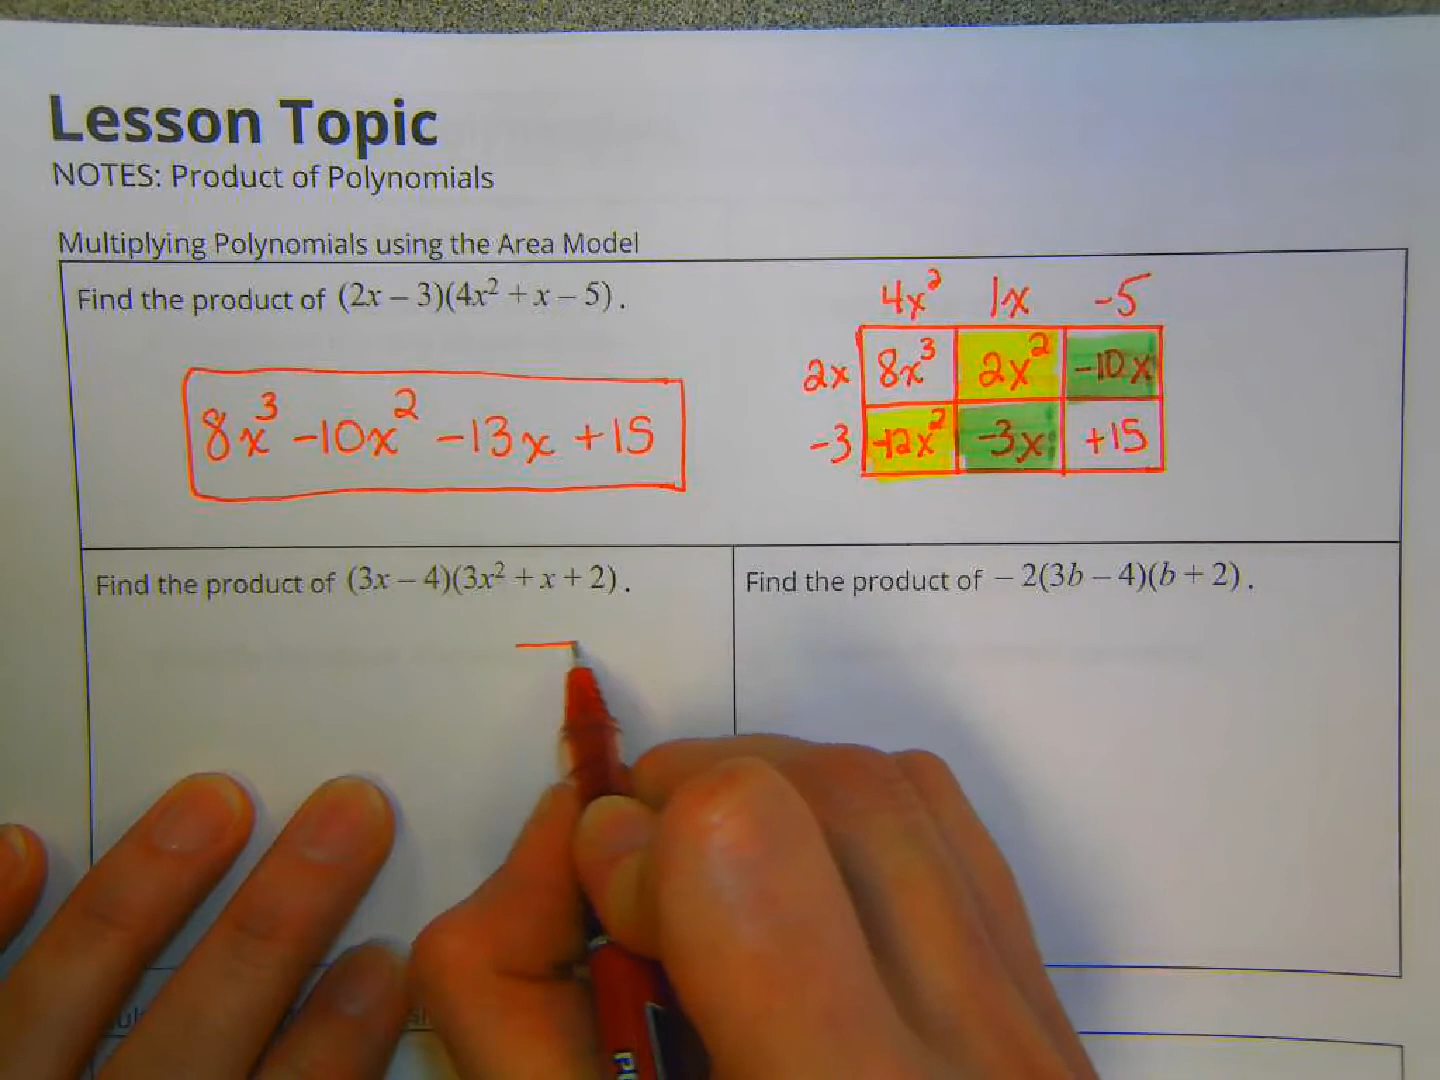 Lesson Topic
NOTES: Product of Polynomials
Multiplying Polynomials using the Area Model
Find the product of (2x – 3)(4x² + x – 5).
4x² 1x -5
2x 8x³ 2x² -10x
-3 -12x² -3x +15
8x³ -10x² -13x +15
Find the product of (3x – 4)(3x² + x + 2).
Find the product of – 2(3b – 4)(b + 2).